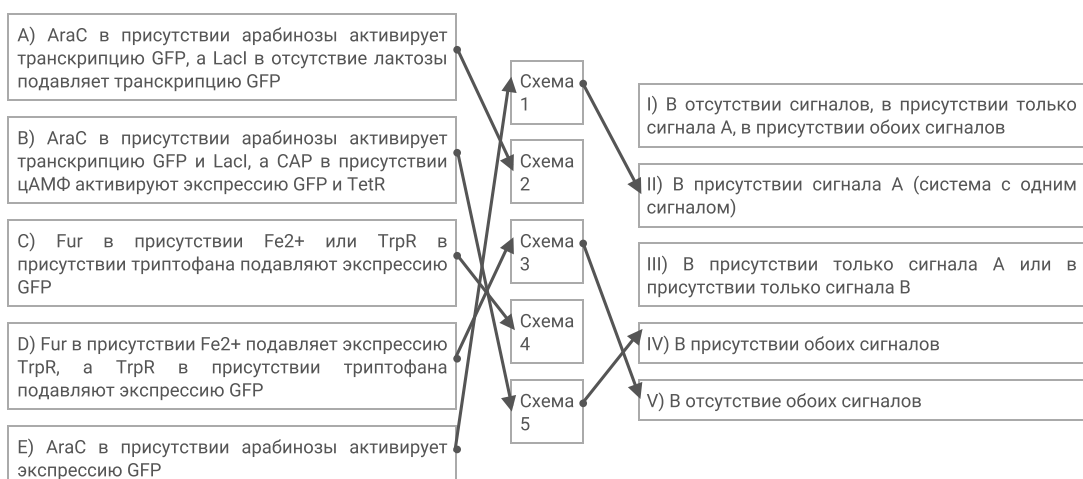 A) AraC в присутствии арабинозы активирует
транскрипцию GFP, а LacI в отсутствие лактозы
подавляет транскрипцию GFP
B) AraC в присутствии арабинозы активирует
транскрипцию GFP и LacI, а CAP в присутствии
цАМФ активируют экспрессию GFP и TetR
C) Fur в присутствии Fe2+ или TrpR в
присутствии триптофана подавляют экспрессию
GFP
D) Fur в присутствии Fe2+ подавляет экспрессию
TrpR, а TrpR в присутствии триптофана
подавляют экспрессию GFP
E) AraC в присутствии арабинозы активирует
экспрессию GFP
Схема
1
Схема
2
Схема
3
Схема
4
Схема
5
I) В отсутствии сигналов, в присутствии только
сигнала А, в присутствии обоих сигналов
II) В присутствии сигнала А (система с одним
сигналом)
III) В присутствии только сигнала А или в
присутствии только сигнала В
IV) В присутствии обоих сигналов
V) В отсутствие обоих сигналов